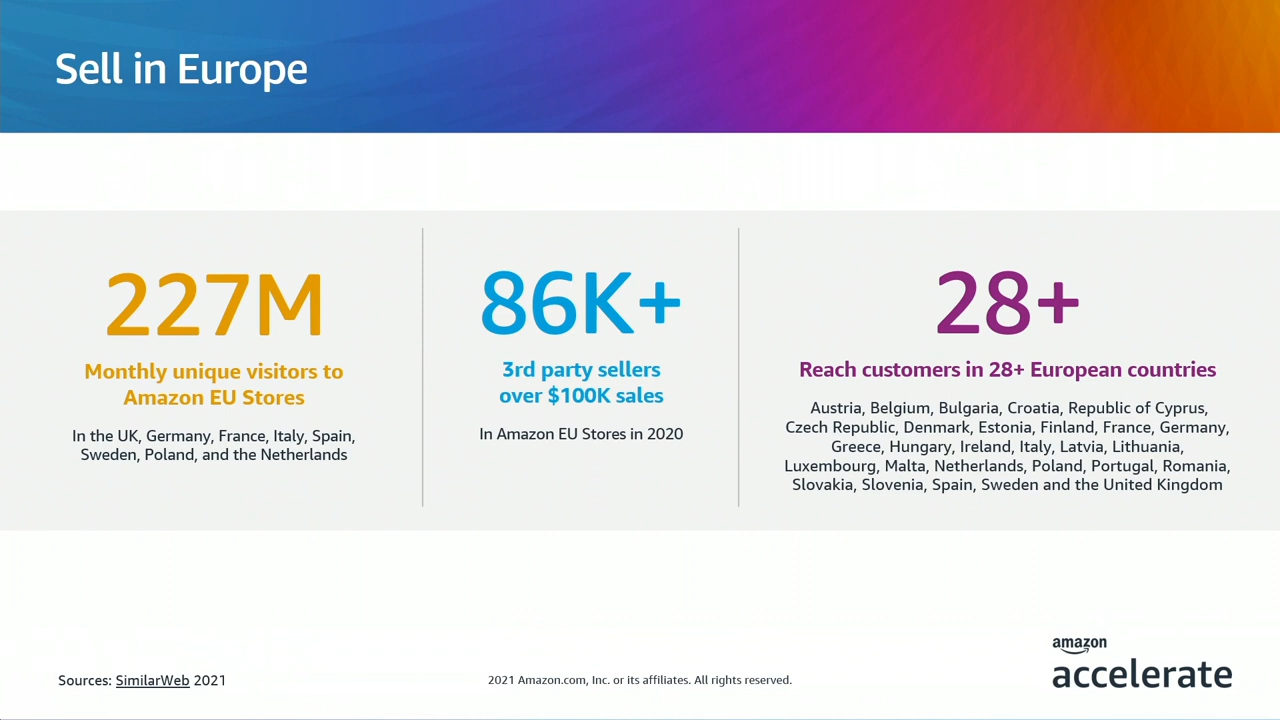 Sell in Europe
227M
Monthly unique visitors to
Amazon EU Stores
In the UK, Germany, France, Italy, Spain,
Sweden, Poland, and the Netherlands
86K+
3rd party sellers
over $100K sales
In Amazon EU Stores in 2020
28+
Reach customers in 28+ European countries
Austria, Belgium, Bulgaria, Croatia, Republic of Cyprus,
Czech Republic, Denmark, Estonia, Finland, France, Germany,
Greece, Hungary, Ireland, Italy, Latvia, Lithuania,
Luxembourg, Malta, Netherlands, Poland, Portugal, Romania,
Slovakia, Slovenia, Spain, Sweden and the United Kingdom
Sources: SimilarWeb 2021
2021 Amazon.com, Inc. or its affiliates. All rights reserved.
amazon
accelerate